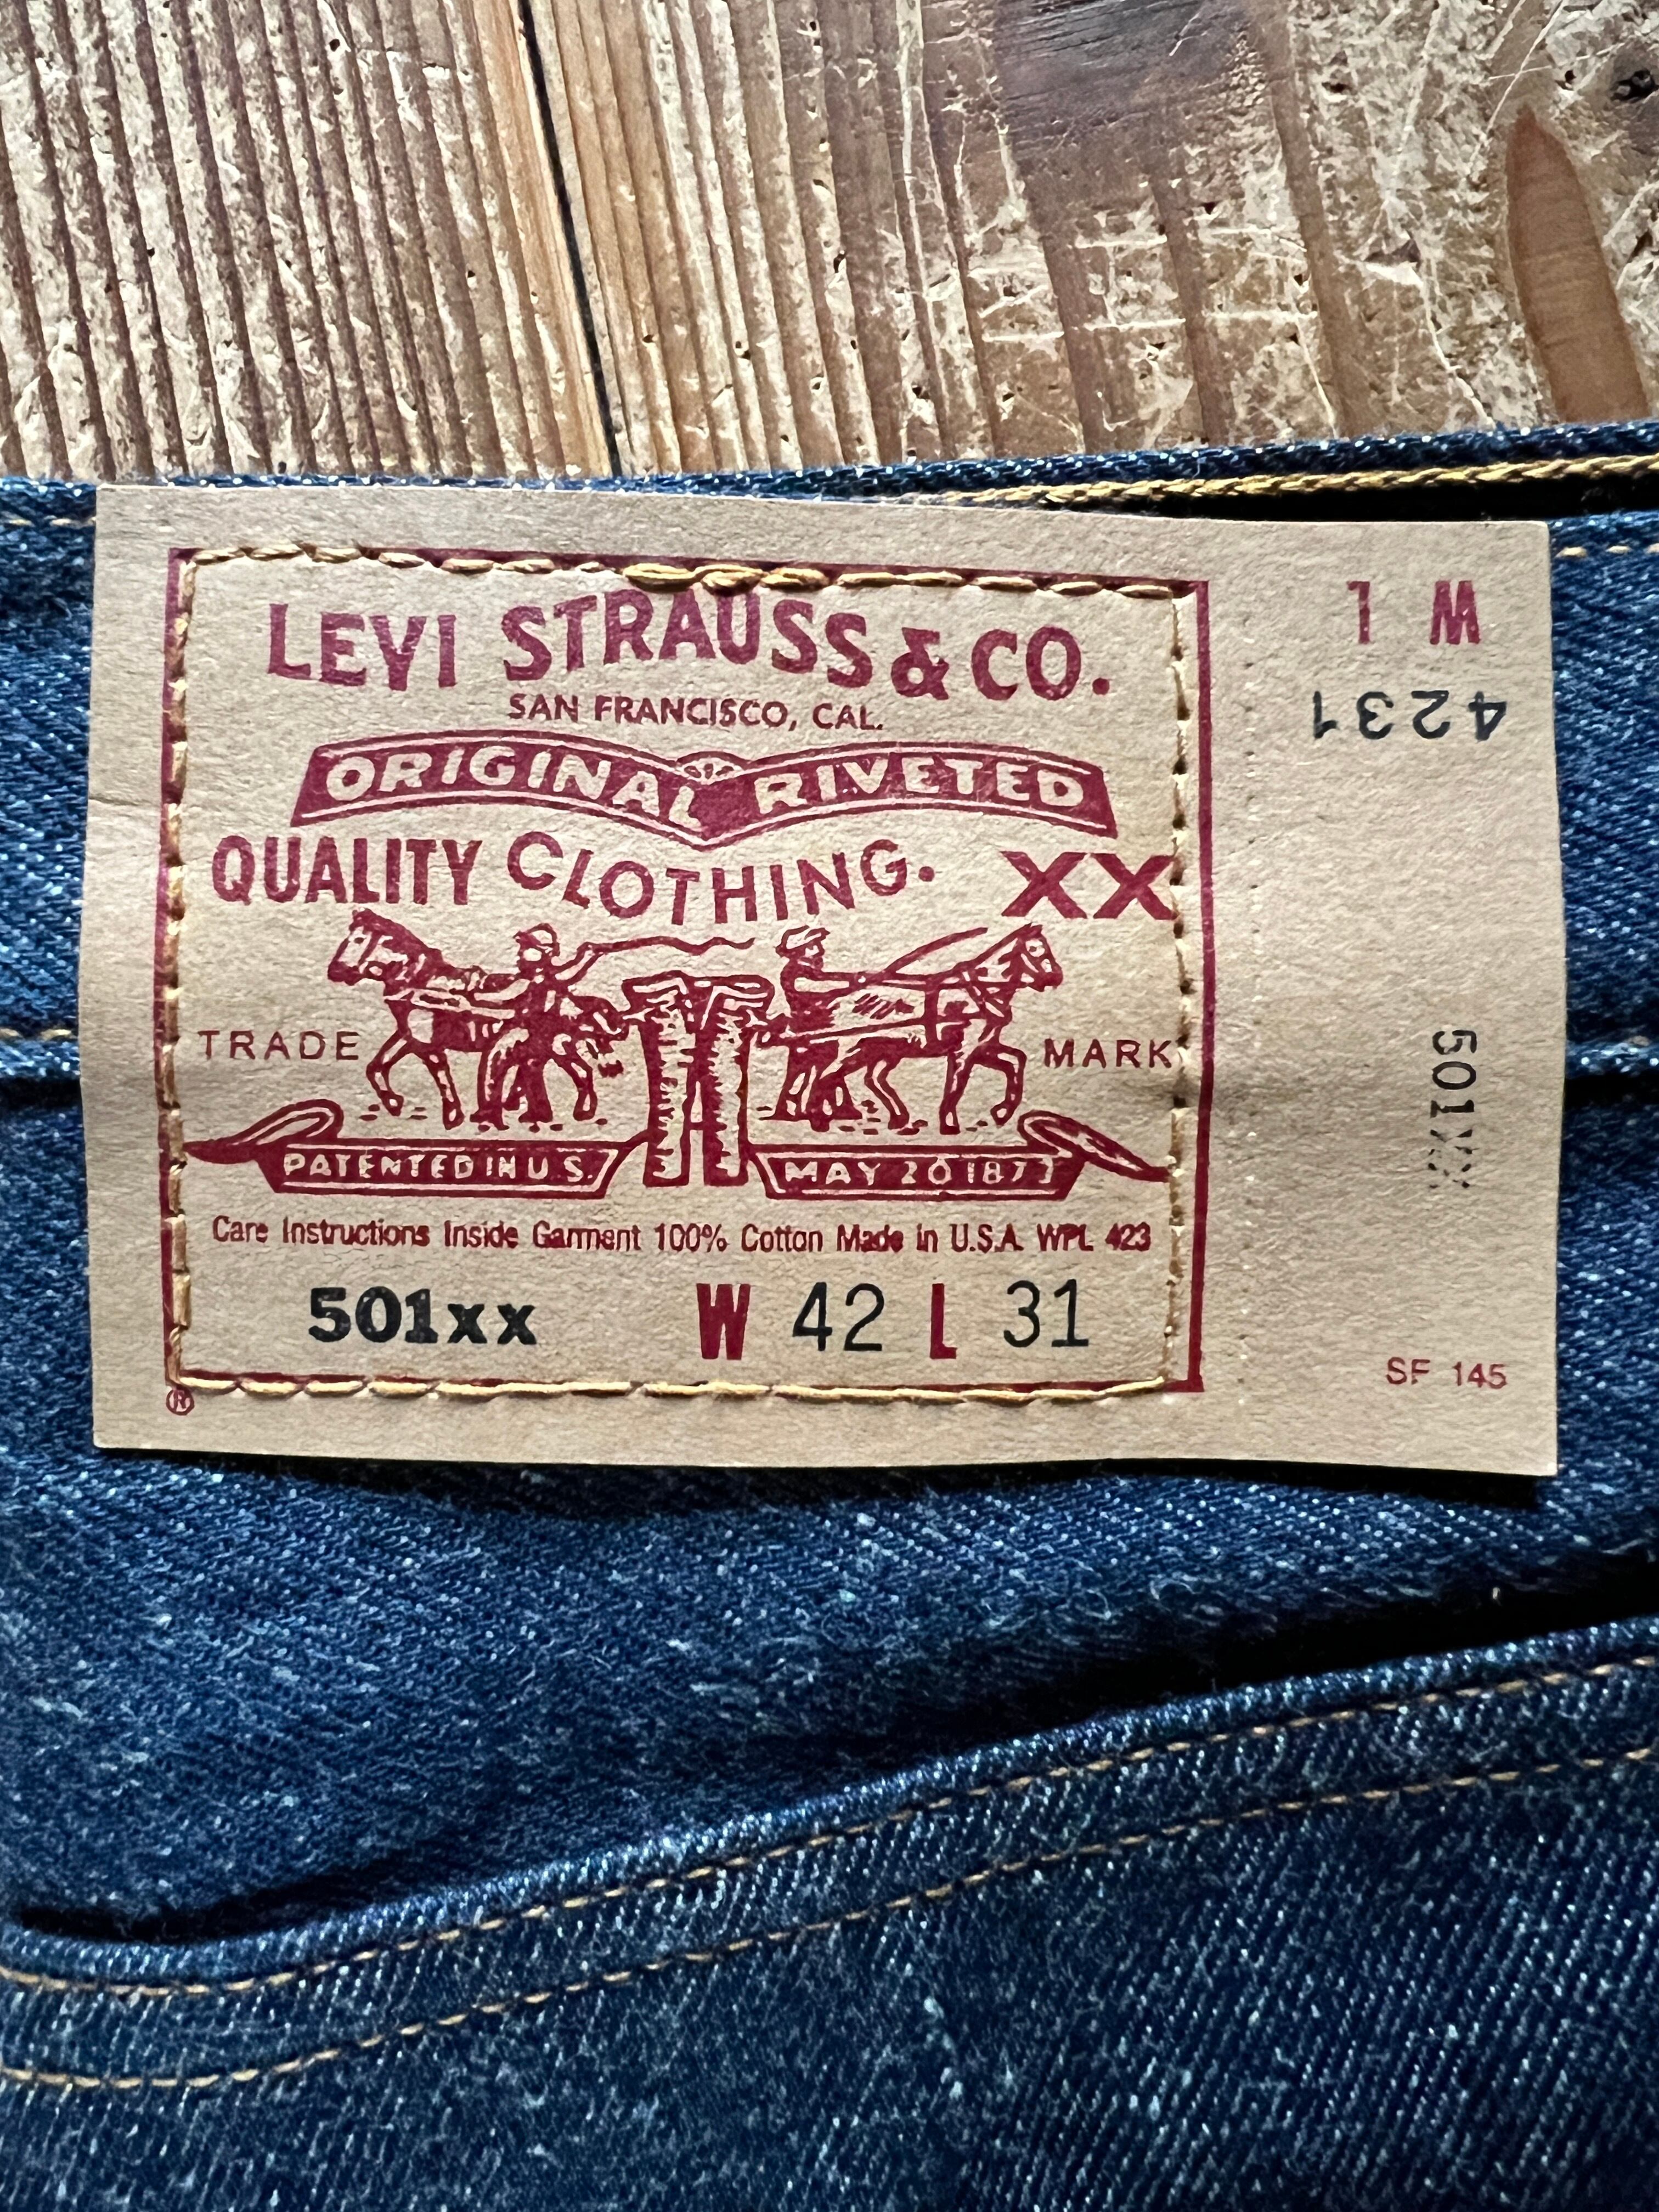 LEVI STRAUSS & CO.
SAN FRANCISCO, CAL.
ORIGINAL RIVETED
QUALITY CLOTHING. XX
TRADE MARK
PATENTED IN U.S. MAY 20 1873
Care Instructions Inside Garment 100% Cotton Made in U.S.A. WPL 423
501xx W 42 L 31
®
W L
4231
501XX
SF 145